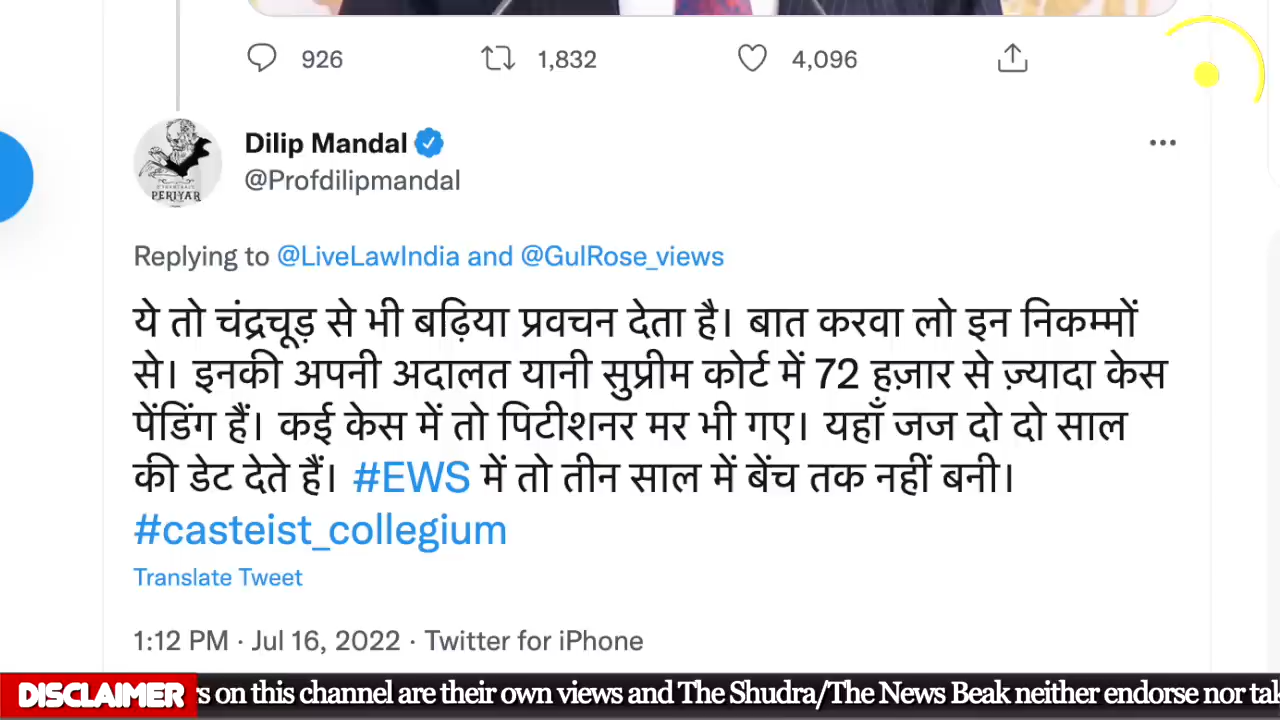 926 1,832 4,096
Dilip Mandal
@Profdilipmandal
PERIYAR
Replying to @LiveLawIndia and @GulRose_views
ये तो चंद्रचूड़ से भी बढ़िया प्रवचन देता है। बात करवा लो इन निकम्मों
से। इनकी अपनी अदालत यानी सुप्रीम कोर्ट में 72 हज़ार से ज़्यादा केस
पेंडिंग हैं। कई केस में तो पिटीशनर मर भी गए। यहाँ जज दो दो साल
की डेट देते हैं। #EWS में तो तीन साल में बेंच तक नहीं बनी।
#casteist_collegium
Translate Tweet
1:12 PM · Jul 16, 2022 · Twitter for iPhone
DISCLAIMER on this channel are their own views and The Shudra/The News Beak neither endorse nor